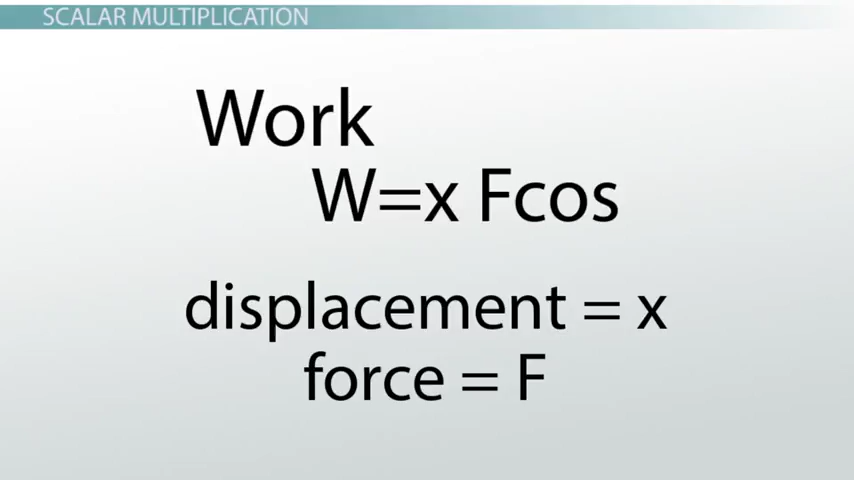 SCALAR MULTIPLICATION
Work
W=x Fcos
displacement = x
force = F